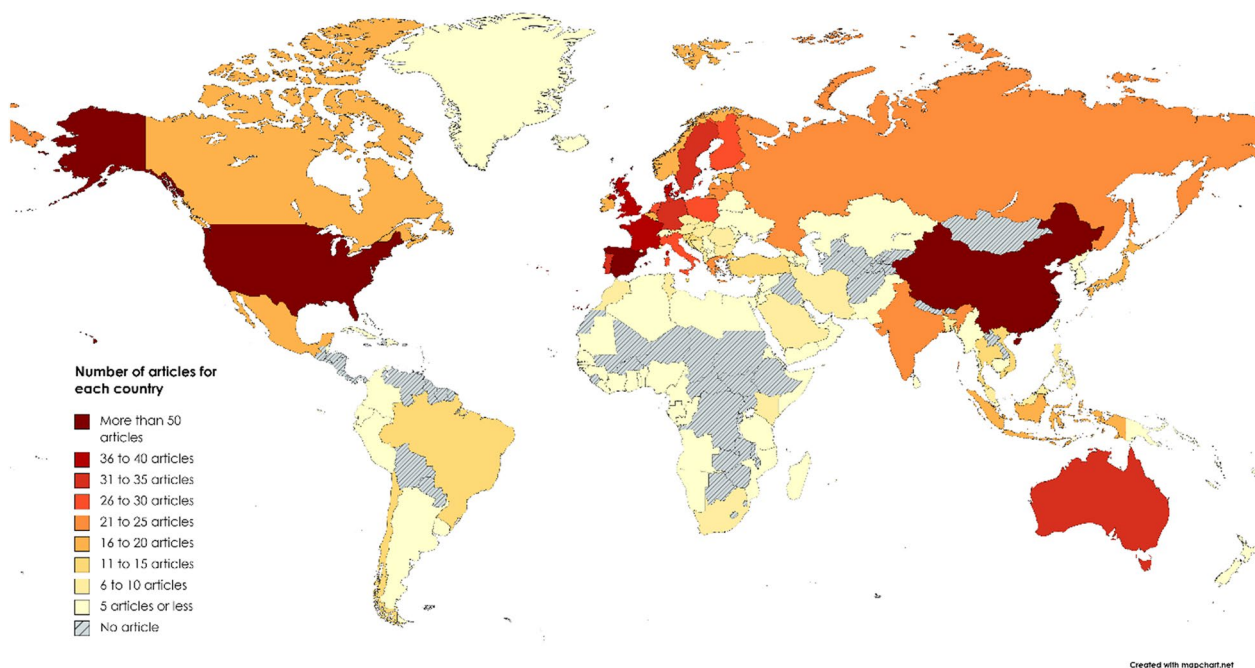 Number of articles for
each country
More than 50
articles
36 to 40 articles
31 to 35 articles
26 to 30 articles
21 to 25 articles
16 to 20 articles
11 to 15 articles
6 to 10 articles
5 articles or less
No article
Created with mapchart.net